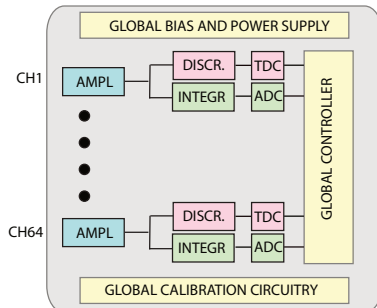 GLOBAL BIAS AND POWER SUPPLY
CH1
AMPL
DISCR.
TDC
INTEGR
ADC
GLOBAL CONTROLLER
CH64
AMPL
DISCR.
TDC
INTEGR
ADC
GLOBAL CALIBRATION CIRCUITRY